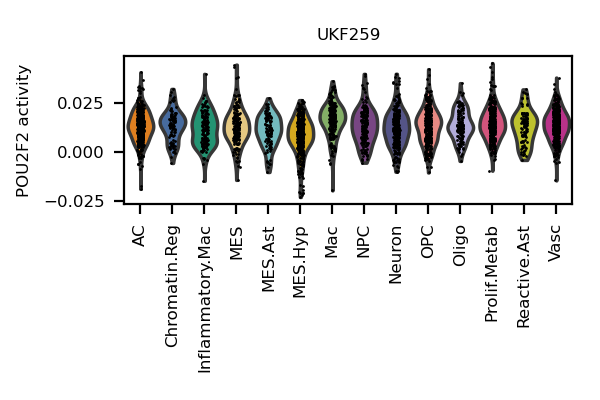 UKF259
POU2F2 activity
0.025
0.000
−0.025
AC
Chromatin.Reg
Inflammatory.Mac
MES
MES.Ast
MES.Hyp
Mac
NPC
Neuron
OPC
Oligo
Prolif.Metab
Reactive.Ast
Vasc